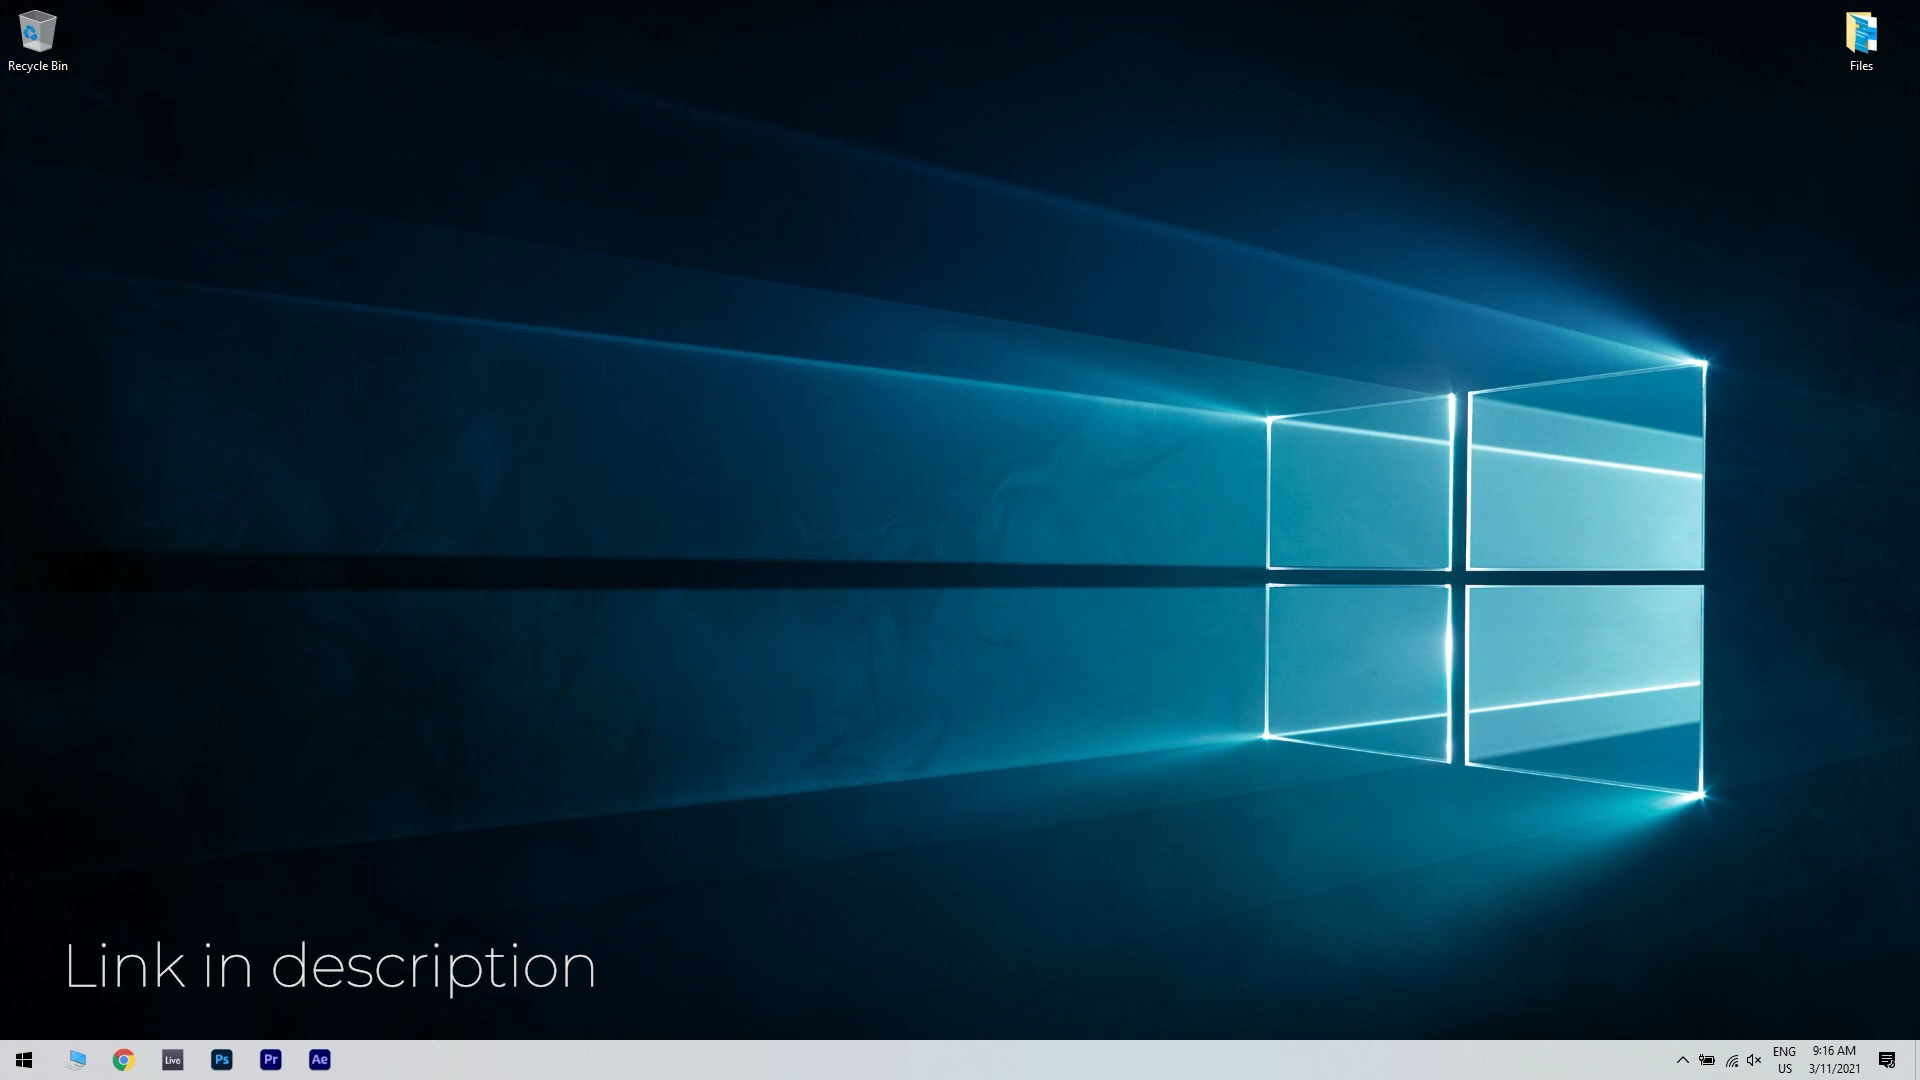 Recycle Bin
Files
Link in description
Live
Ps
Pr
Ae
ENG
US
9:16 AM
3/11/2021